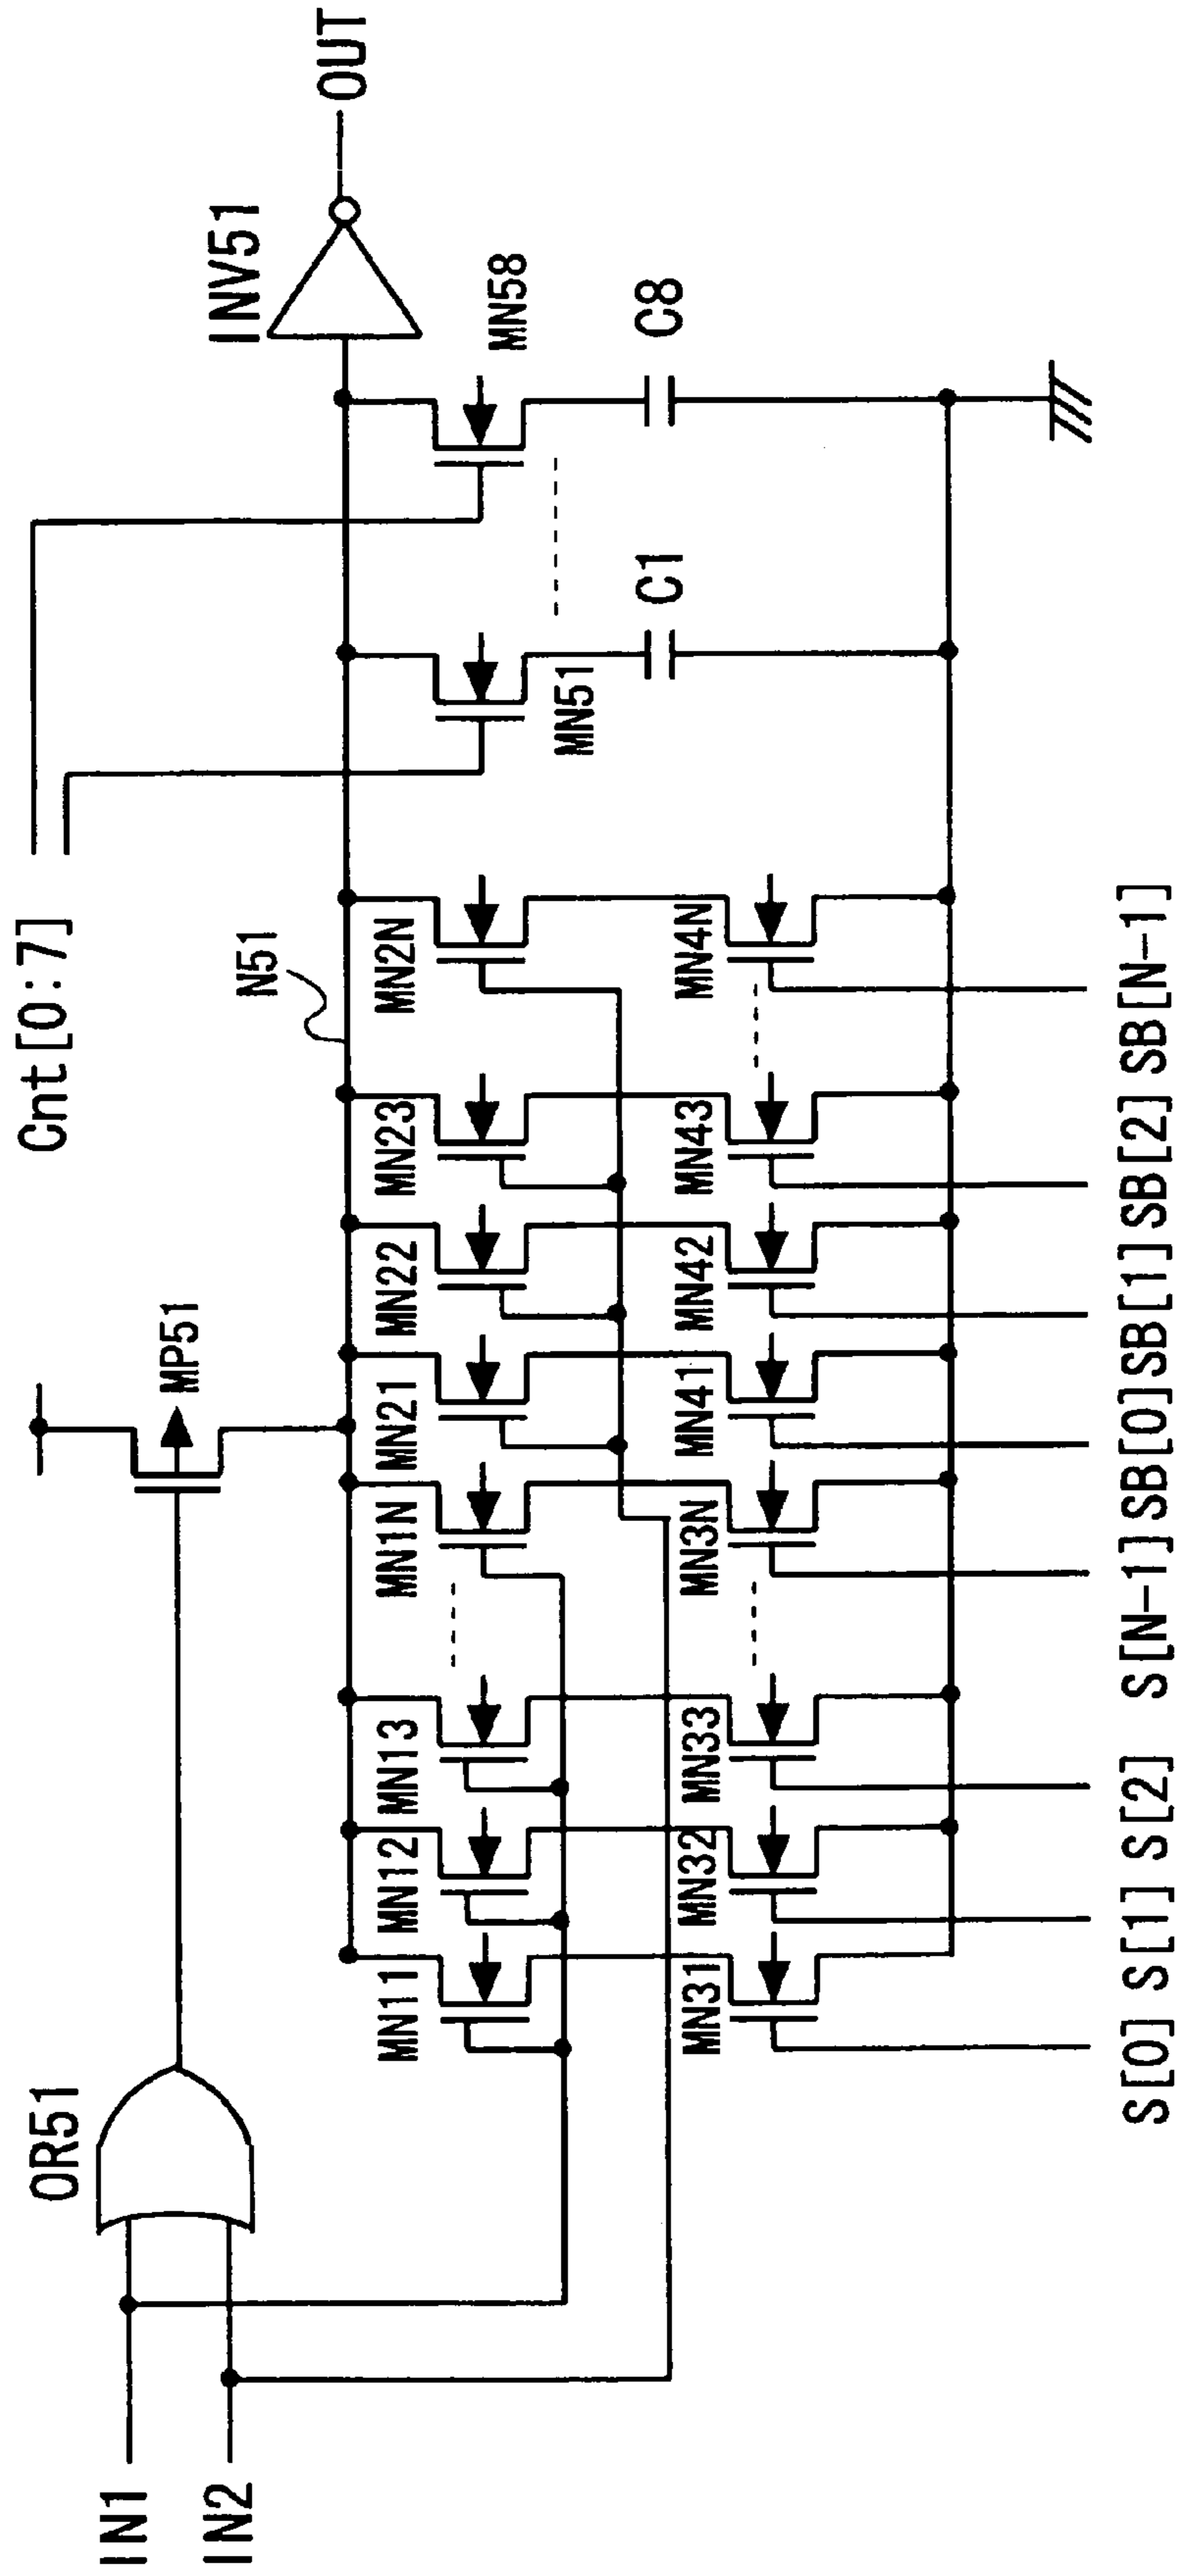 IN1
IN2
OR51
MP51
Cnt[0:7]
N51
INV51
OUT
MN11
MN12
MN13
MN1N
MN21
MN22
MN23
MN2N
MN51
MN58
MN31
MN32
MN33
MN3N
MN41
MN42
MN43
MN4N
C1
C8
S[0] S[1] S[2] S[N-1] SB[0] SB[1] SB[2] SB[N-1]